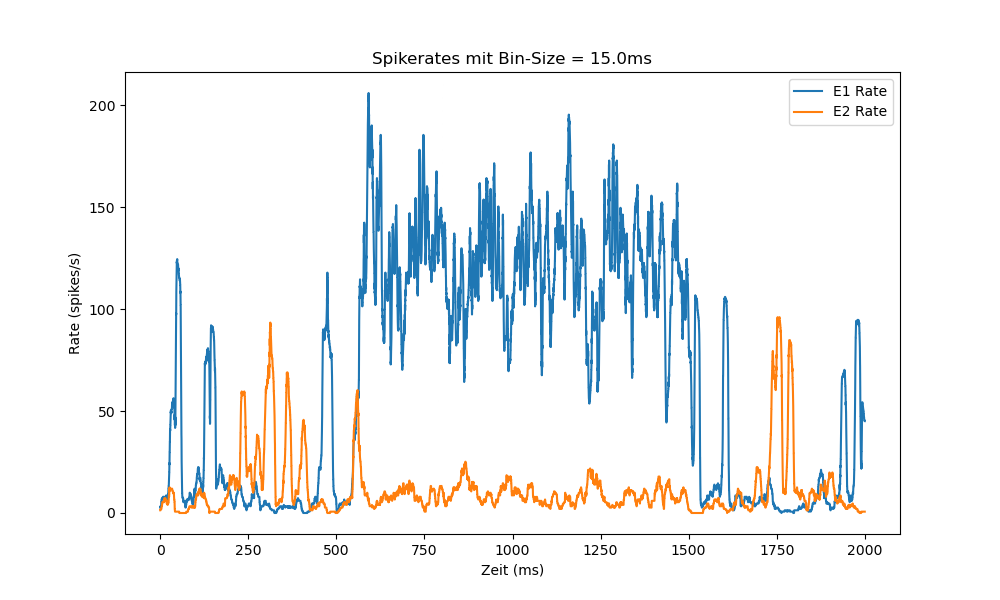 Spikerates mit Bin-Size = 15.0ms
E1 Rate
E2 Rate
200
150
100
50
0
Rate (spikes/s)
0 250 500 750 1000 1250 1500 1750 2000
Zeit (ms)